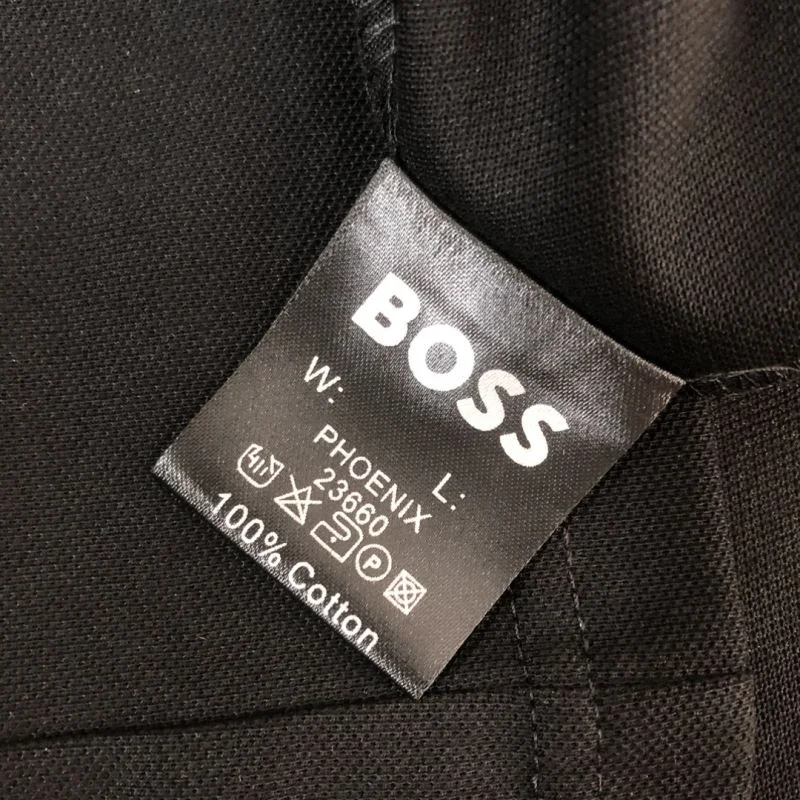 BOSS
W: L:
PHOENIX
23660
P
100% Cotton